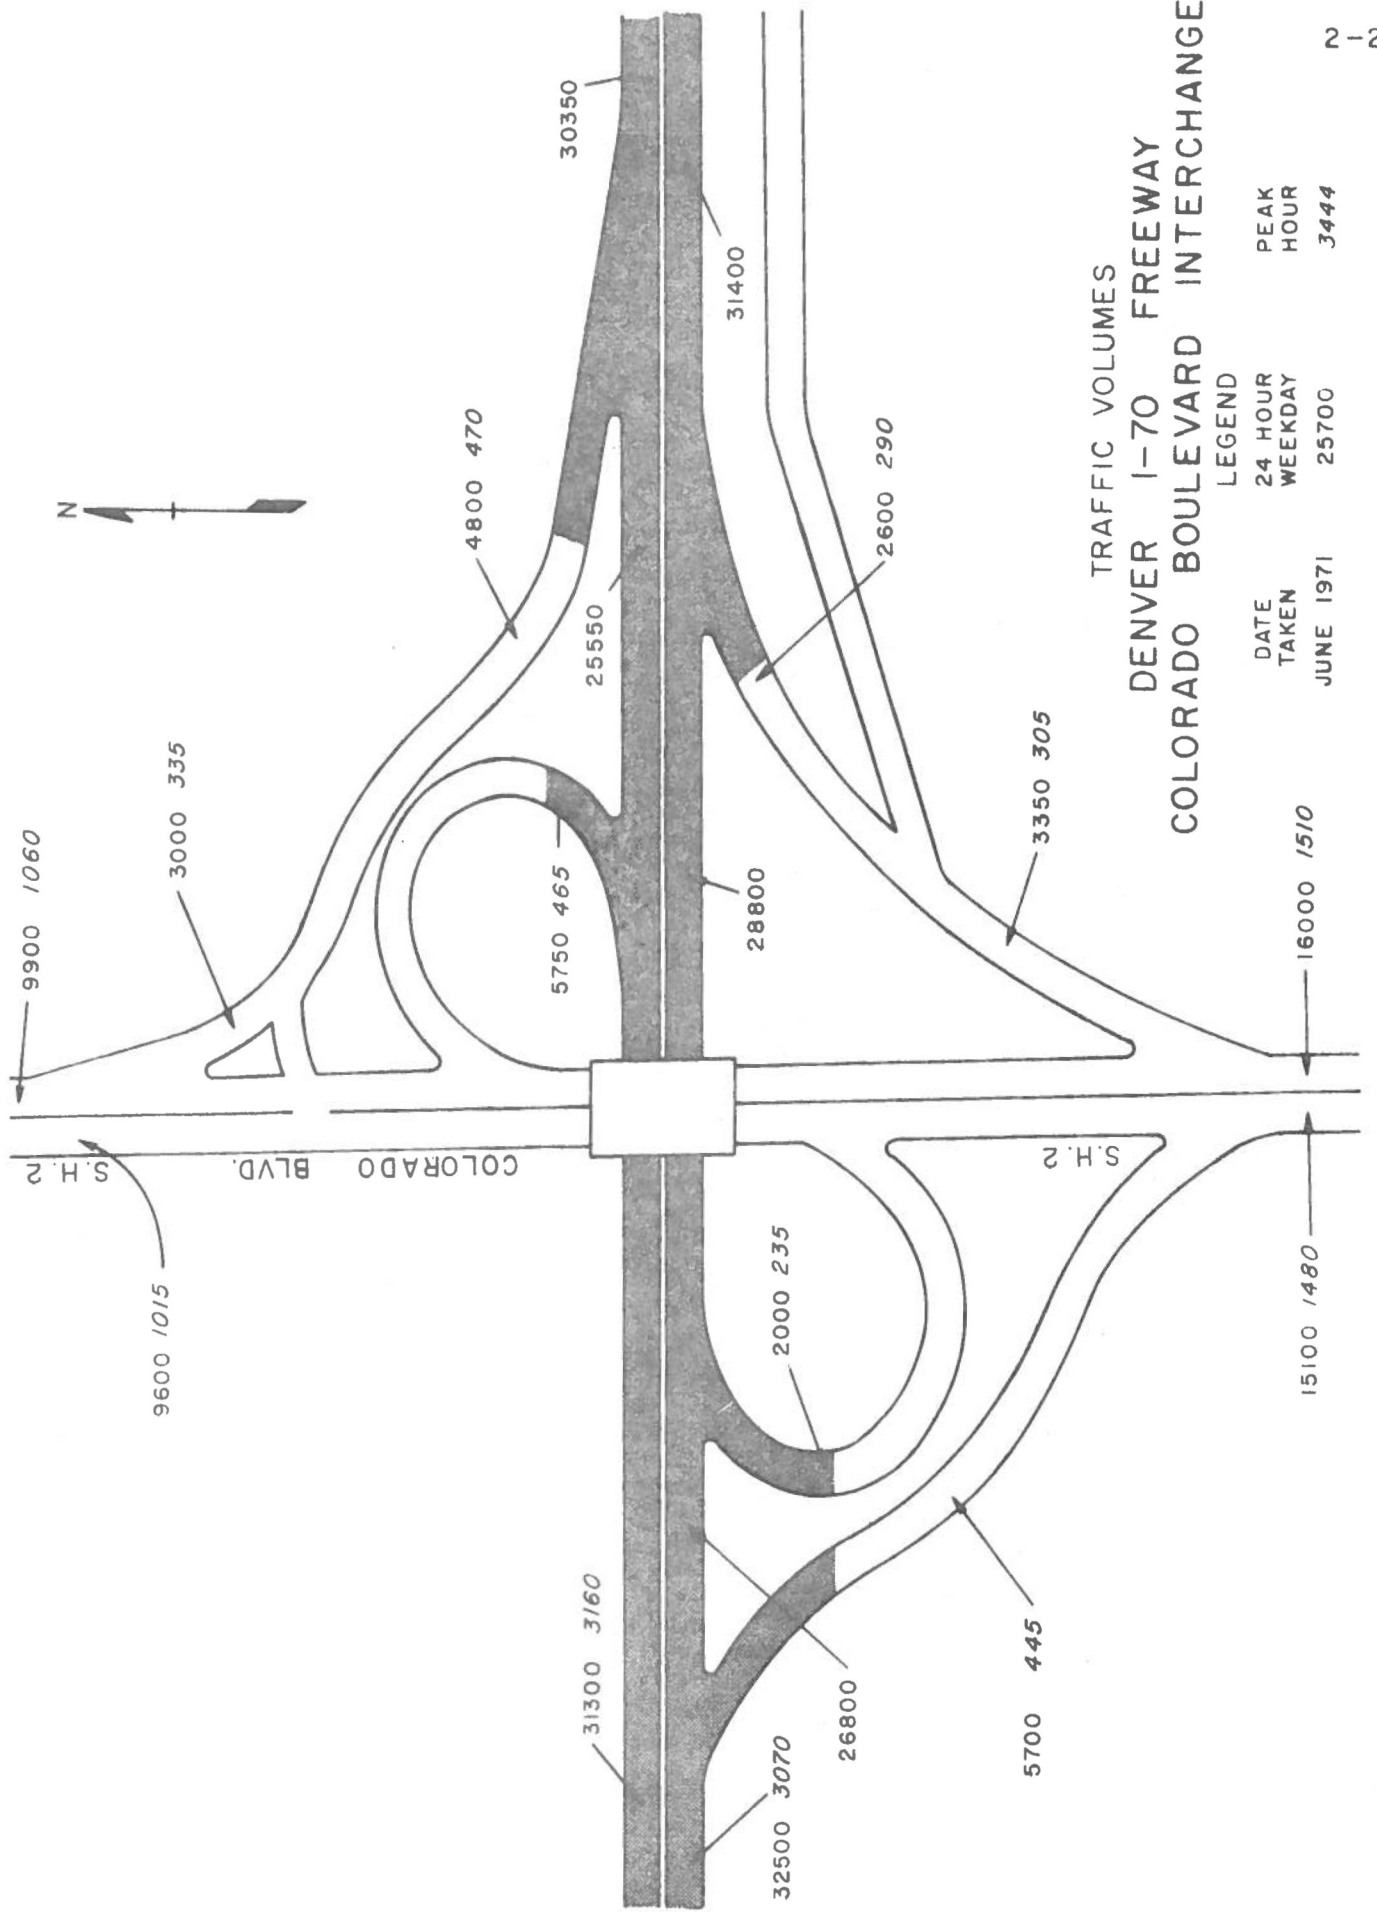 N
9900 1060
3000 335
4800 470
30350
9600 1015
S.H.2
COLORADO BLVD.
5750 465
25550
31400
28800
31300 3160
2000 235
2600 290
32500 3070
26800
S.H.2
3350 305
5700 445
15100 1480
16000 1510
TRAFFIC VOLUMES
DENVER I-70 FREEWAY
COLORADO BOULEVARD INTERCHANGE
LEGEND
DATE TAKEN
24 HOUR WEEKDAY
PEAK HOUR
JUNE 1971 25700 3444